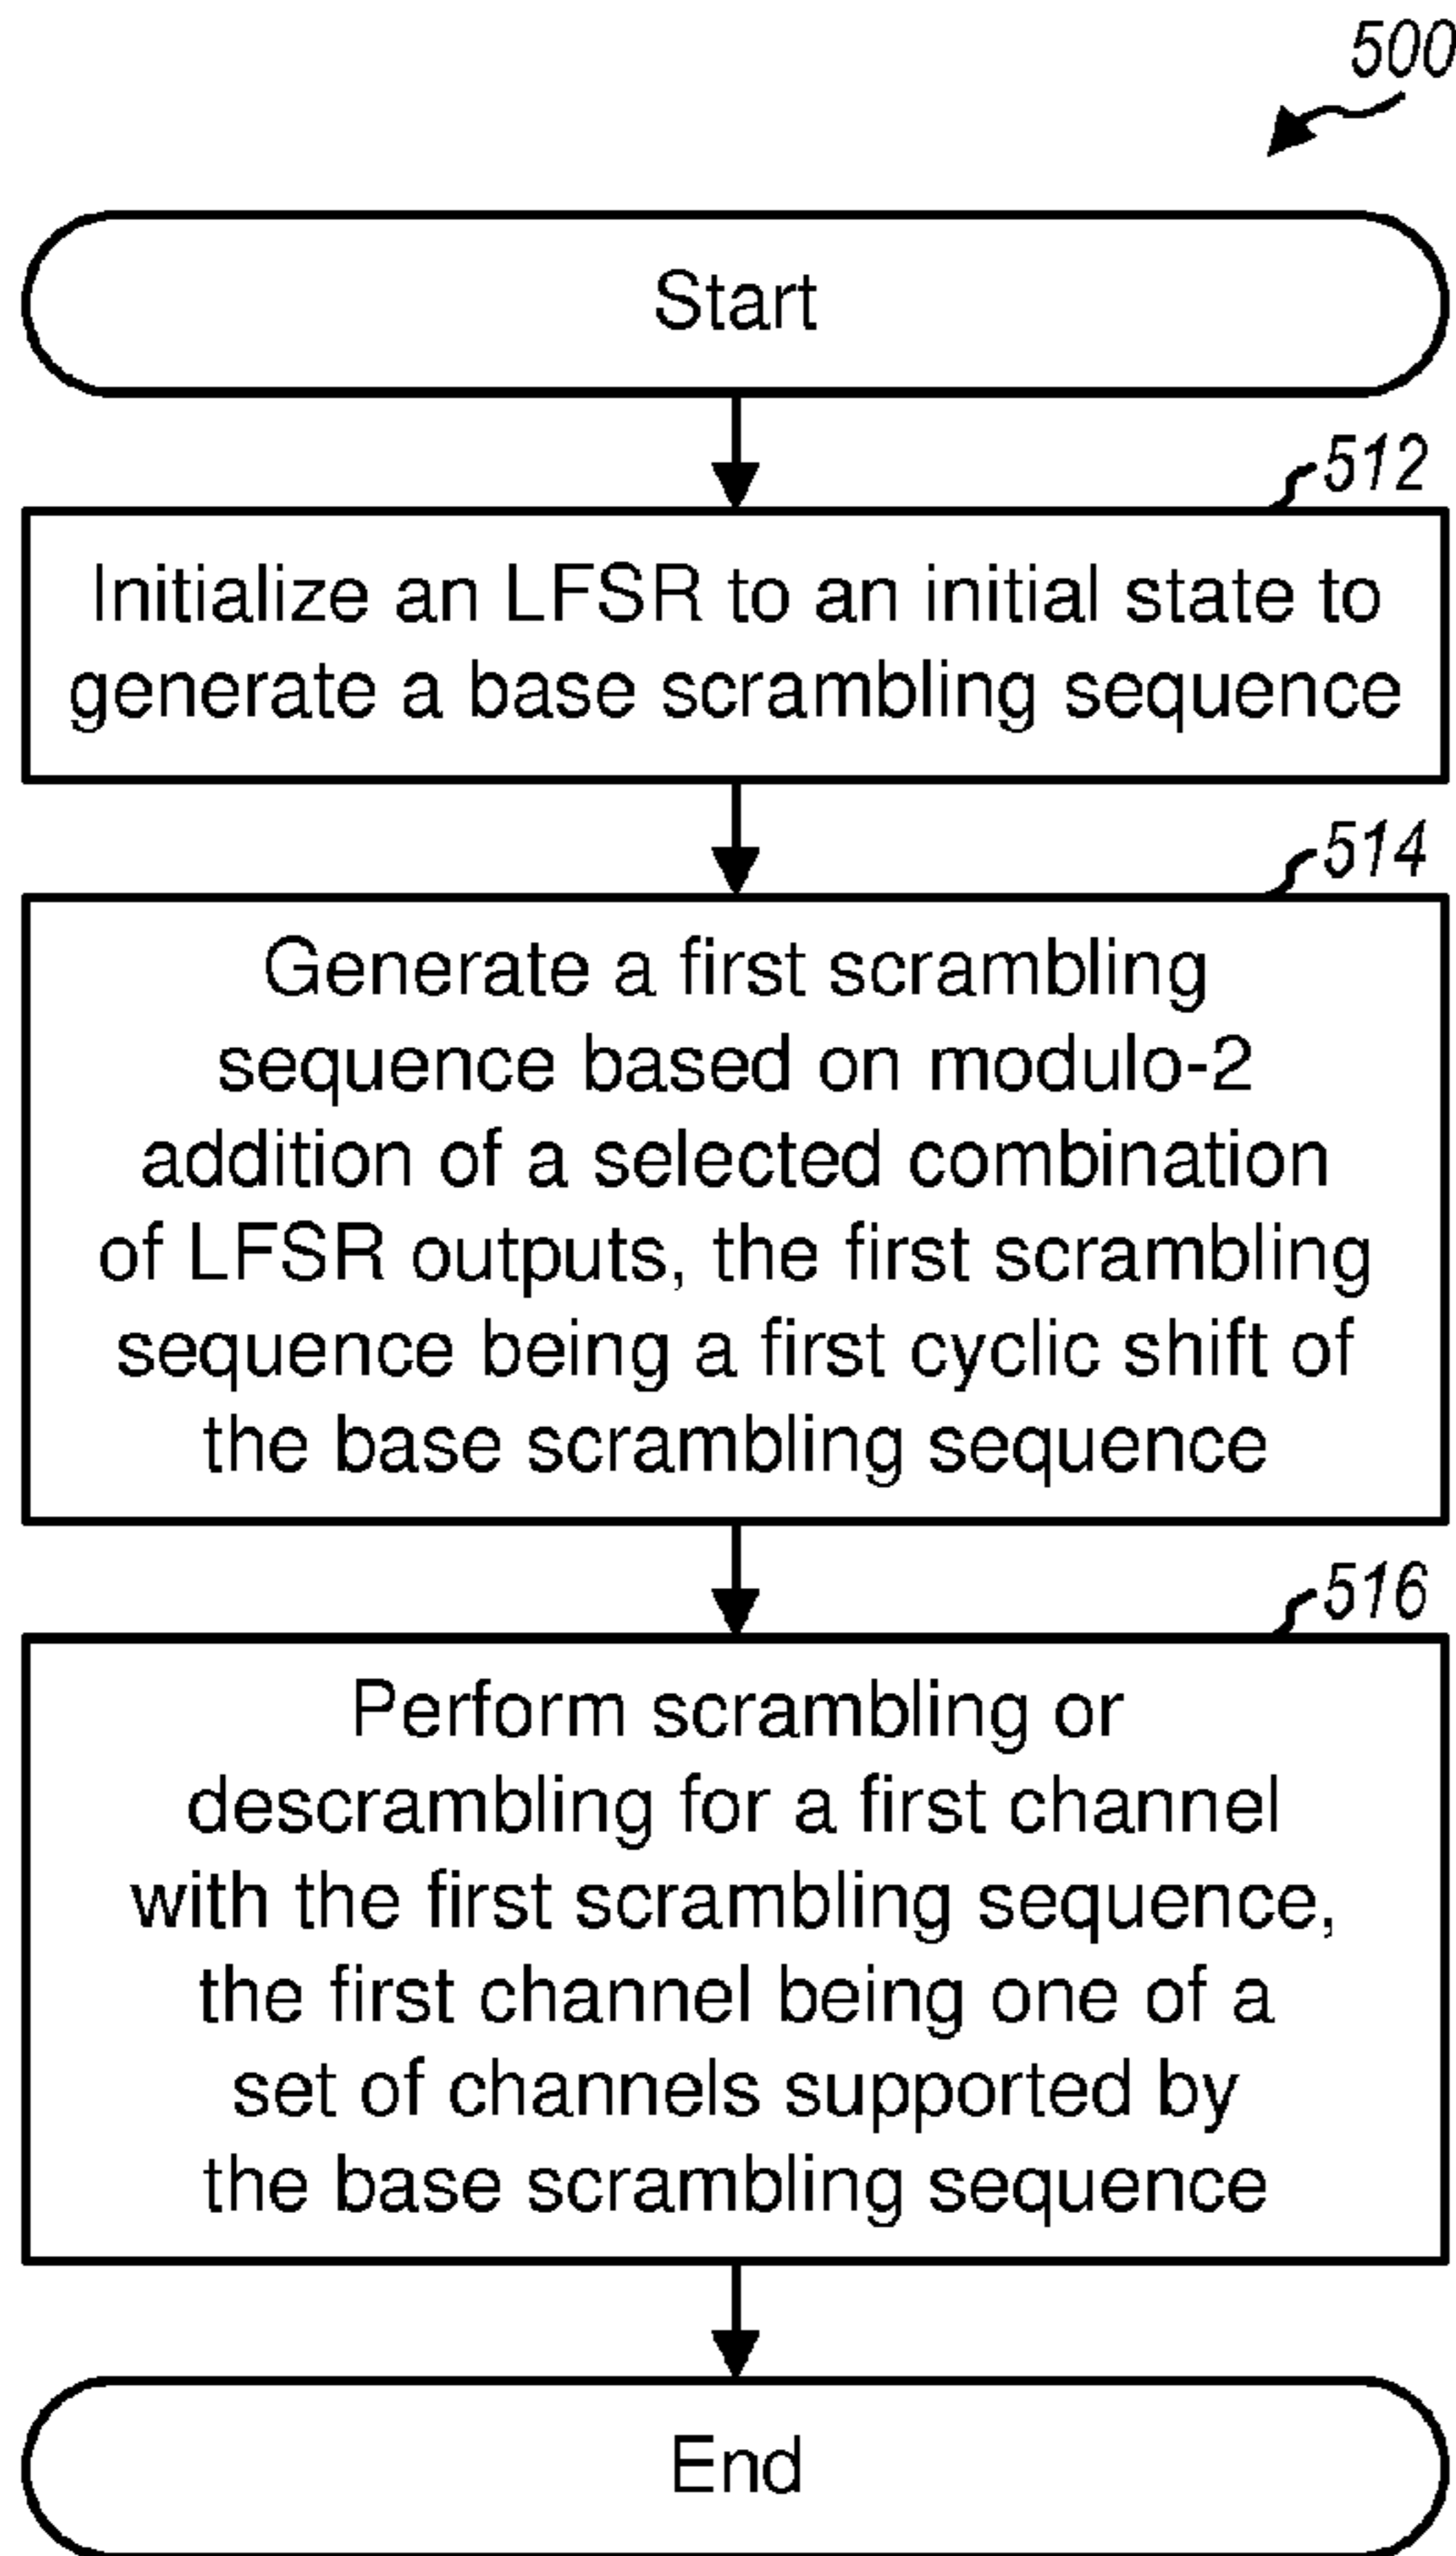 500
Start
512
Initialize an LFSR to an initial state to
generate a base scrambling sequence
514
Generate a first scrambling
sequence based on modulo-2
addition of a selected combination
of LFSR outputs, the first scrambling
sequence being a first cyclic shift of
the base scrambling sequence
516
Perform scrambling or
descrambling for a first channel
with the first scrambling sequence,
the first channel being one of a
set of channels supported by
the base scrambling sequence
End